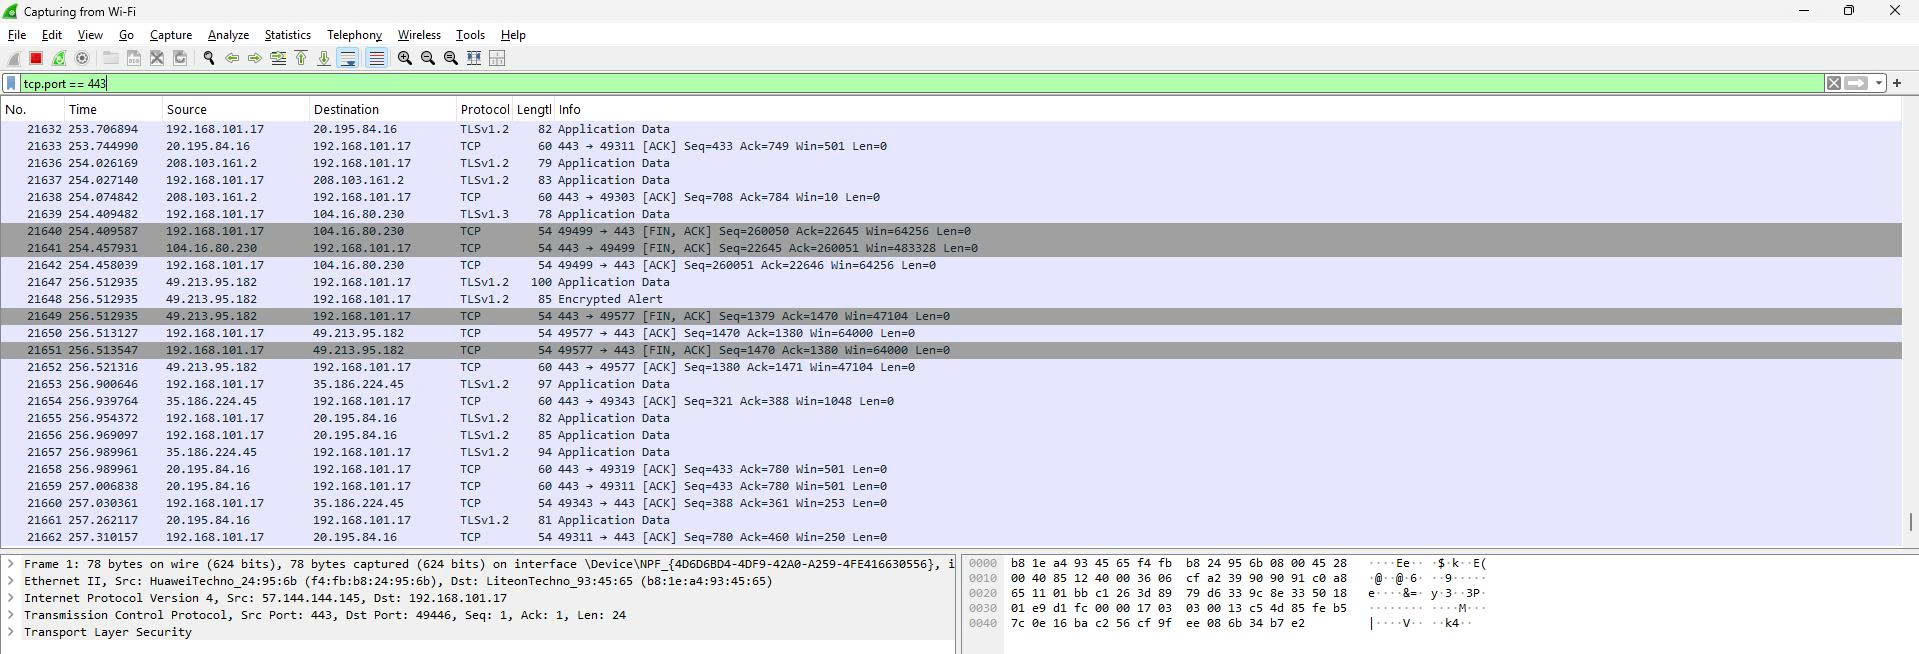 Capturing from Wi-Fi
File Edit View Go Capture Analyze Statistics Telephony Wireless Tools Help
tcp.port == 443
No. Time Source Destination Protocol Lengtl Info
21632 253.706894 192.168.101.17 20.195.84.16 TLSv1.2 82 Application Data
21633 253.744990 20.195.84.16 192.168.101.17 TCP 60 443 → 49311 [ACK] Seq=433 Ack=749 Win=501 Len=0
21636 254.026169 208.103.161.2 192.168.101.17 TLSv1.2 79 Application Data
21637 254.027140 192.168.101.17 208.103.161.2 TLSv1.2 83 Application Data
21638 254.074842 208.103.161.2 192.168.101.17 TCP 60 443 → 49303 [ACK] Seq=708 Ack=784 Win=10 Len=0
21639 254.409482 192.168.101.17 104.16.80.230 TLSv1.3 78 Application Data
21640 254.409587 192.168.101.17 104.16.80.230 TCP 54 49499 → 443 [FIN, ACK] Seq=260050 Ack=22645 Win=64256 Len=0
21641 254.457931 104.16.80.230 192.168.101.17 TCP 54 443 → 49499 [FIN, ACK] Seq=22645 Ack=260051 Win=483328 Len=0
21642 254.458039 192.168.101.17 104.16.80.230 TCP 54 49499 → 443 [ACK] Seq=260051 Ack=22646 Win=64256 Len=0
21647 256.512935 49.213.95.182 192.168.101.17 TLSv1.2 100 Application Data
21648 256.512935 49.213.95.182 192.168.101.17 TLSv1.2 85 Encrypted Alert
21649 256.512935 49.213.95.182 192.168.101.17 TCP 54 443 → 49577 [FIN, ACK] Seq=1379 Ack=1470 Win=47104 Len=0
21650 256.513127 192.168.101.17 49.213.95.182 TCP 54 49577 → 443 [ACK] Seq=1470 Ack=1380 Win=64000 Len=0
21651 256.513547 192.168.101.17 49.213.95.182 TCP 54 49577 → 443 [FIN, ACK] Seq=1470 Ack=1380 Win=64000 Len=0
21652 256.521316 49.213.95.182 192.168.101.17 TCP 60 443 → 49577 [ACK] Seq=1380 Ack=1471 Win=47104 Len=0
21653 256.900646 192.168.101.17 35.186.224.45 TLSv1.2 97 Application Data
21654 256.939764 35.186.224.45 192.168.101.17 TCP 60 443 → 49343 [ACK] Seq=321 Ack=388 Win=1048 Len=0
21655 256.954372 192.168.101.17 20.195.84.16 TLSv1.2 82 Application Data
21656 256.969097 192.168.101.17 20.195.84.16 TLSv1.2 85 Application Data
21657 256.989961 35.186.224.45 192.168.101.17 TLSv1.2 94 Application Data
21658 256.989961 20.195.84.16 192.168.101.17 TCP 60 443 → 49319 [ACK] Seq=433 Ack=780 Win=501 Len=0
21659 257.006838 20.195.84.16 192.168.101.17 TCP 60 443 → 49311 [ACK] Seq=433 Ack=780 Win=501 Len=0
21660 257.030361 192.168.101.17 35.186.224.45 TCP 54 49343 → 443 [ACK] Seq=388 Ack=361 Win=253 Len=0
21661 257.262117 20.195.84.16 192.168.101.17 TLSv1.2 81 Application Data
21662 257.310157 192.168.101.17 20.195.84.16 TCP 54 49311 → 443 [ACK] Seq=780 Ack=460 Win=250 Len=0
Frame 1: 78 bytes on wire (624 bits), 78 bytes captured (624 bits) on interface \Device\NPF_{4D6D6BD4-4DF9-42A0-A259-4FE416630556}, i
Ethernet II, Src: HuaweiTechno_24:95:6b (f4:fb:b8:24:95:6b), Dst: LiteonTechno_93:45:65 (b8:1e:a4:93:45:65)
Internet Protocol Version 4, Src: 57.144.144.145, Dst: 192.168.101.17
Transmission Control Protocol, Src Port: 443, Dst Port: 49446, Seq: 1, Ack: 1, Len: 24
Transport Layer Security
0000 b8 1e a4 93 45 65 f4 fb b8 24 95 6b 08 00 45 28 ····Ee·· ·$·k··E(
0010 00 40 85 12 40 00 36 06 cf a2 39 90 90 91 c0 a8 ·@··@·6· ··9·····
0020 65 11 01 bb c1 26 3d 89 79 d6 33 9c 8e 33 50 18 e····&=· y·3··3P·
0030 01 e9 d1 fc 00 00 17 03 03 00 13 c5 4d 85 fe b5 ········ ····M···
0040 7c 0e 16 ba c2 56 cf 9f ee 08 6b 34 b7 e2 |····V·· ··k4··